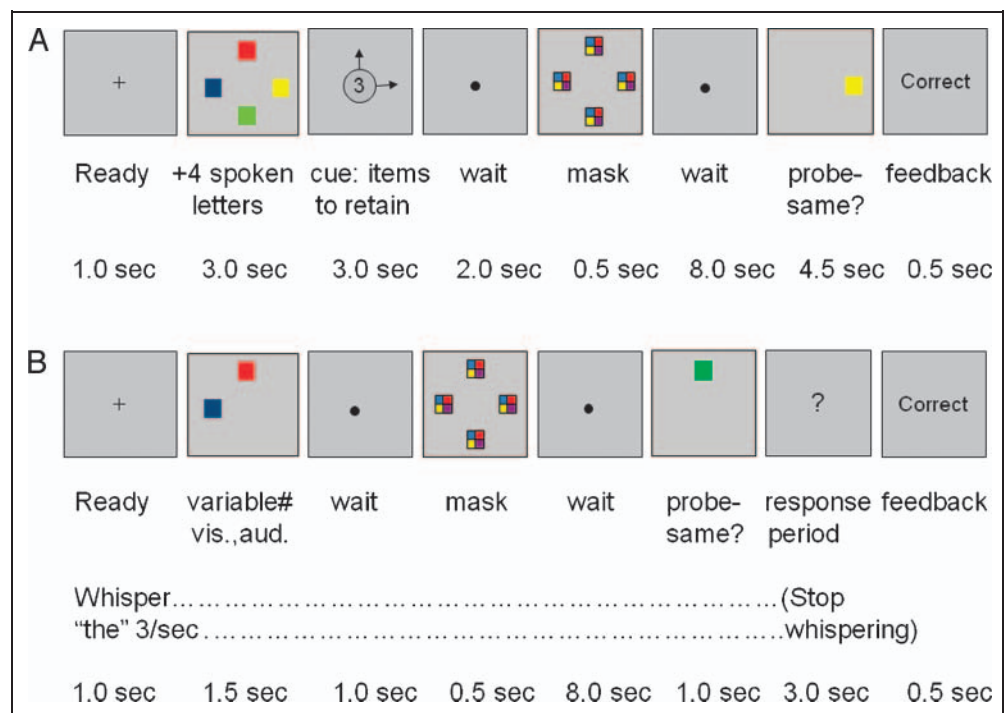 A
+ 3 Correct
Ready +4 spoken cue: items wait mask wait probe- feedback
letters to retain same?
1.0 sec 3.0 sec 3.0 sec 2.0 sec 0.5 sec 8.0 sec 4.5 sec 0.5 sec
B
+ ? Correct
Ready variable# wait mask wait probe- response feedback
vis.,aud. same? period
Whisper……………………………………………………(Stop
“the” 3/sec……………………………………………………whispering)
1.0 sec 1.5 sec 1.0 sec 0.5 sec 8.0 sec 1.0 sec 3.0 sec 0.5 sec